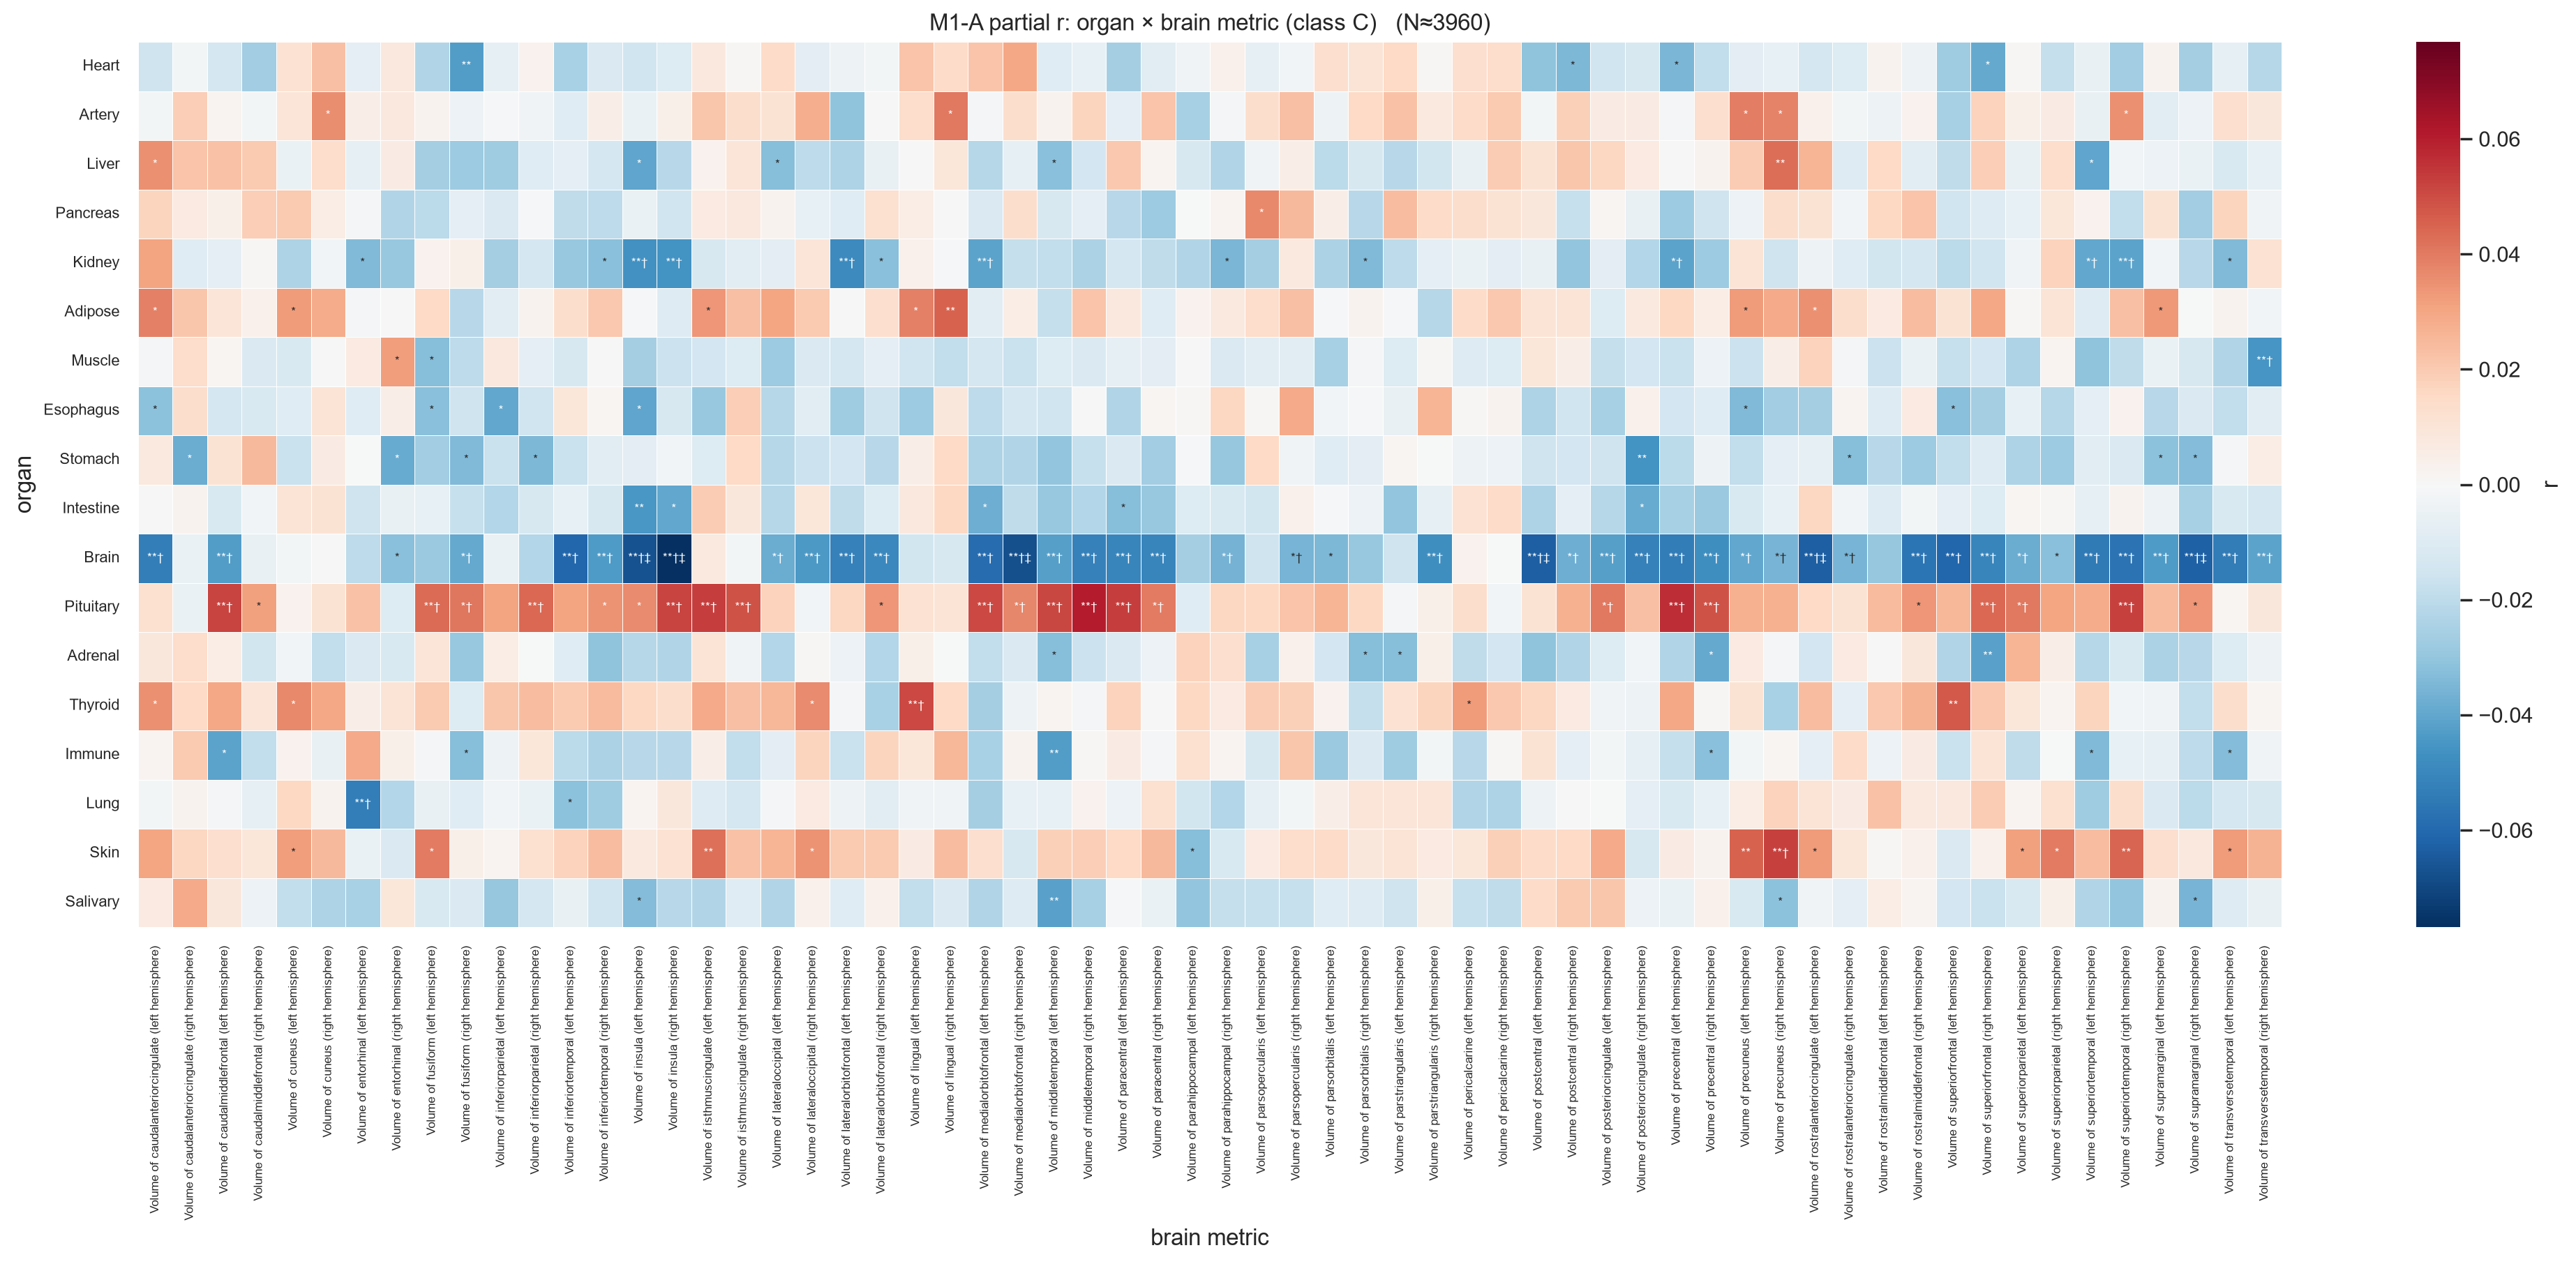 M1-A partial r: organ × brain metric (class C) (N≈3960)
organ
Heart ** * * *
Artery * * * * *
Liver * * * * ** *
Pancreas *
Kidney * * **† **† **† * **† * * *† *† **† *
Adipose * * * * ** * * *
Muscle * * **†
Esophagus * * * * * *
Stomach * * * * ** * * *
Intestine ** * * * *
Brain **† **† * *† **† **† **†‡ **†‡ *† **† **† **† **† **†‡ **† **† **† **† *† *† * **† **†‡ *† **† **† **† **† *† *† **†‡ *† **† **† **† *† * **† **† **† **†‡ **† **†
Pituitary **† * **† *† **† * * **† **† **† * **† *† **† **† **† *† *† **† **† * **† *† **† *
Adrenal * * * * **
Thyroid * * * **† * **
Immune * * ** * * *
Lung **† *
Skin * * ** * * ** **† * * * ** *
Salivary * ** * *
Volume of caudalanteriorcingulate (left hemisphere)
Volume of caudalanteriorcingulate (right hemisphere)
Volume of caudalmiddlefrontal (left hemisphere)
Volume of caudalmiddlefrontal (right hemisphere)
Volume of cuneus (left hemisphere)
Volume of cuneus (right hemisphere)
Volume of entorhinal (left hemisphere)
Volume of entorhinal (right hemisphere)
Volume of fusiform (left hemisphere)
Volume of fusiform (right hemisphere)
Volume of inferiorparietal (left hemisphere)
Volume of inferiorparietal (right hemisphere)
Volume of inferiortemporal (left hemisphere)
Volume of inferiortemporal (right hemisphere)
Volume of insula (left hemisphere)
Volume of insula (right hemisphere)
Volume of isthmuscingulate (left hemisphere)
Volume of isthmuscingulate (right hemisphere)
Volume of lateraloccipital (left hemisphere)
Volume of lateraloccipital (right hemisphere)
Volume of lateralorbitofrontal (left hemisphere)
Volume of lateralorbitofrontal (right hemisphere)
Volume of lingual (left hemisphere)
Volume of lingual (right hemisphere)
Volume of medialorbitofrontal (left hemisphere)
Volume of medialorbitofrontal (right hemisphere)
Volume of middletemporal (left hemisphere)
Volume of middletemporal (right hemisphere)
Volume of paracentral (left hemisphere)
Volume of paracentral (right hemisphere)
Volume of parahippocampal (left hemisphere)
Volume of parahippocampal (right hemisphere)
Volume of parsopercularis (left hemisphere)
Volume of parsopercularis (right hemisphere)
Volume of parsorbitalis (left hemisphere)
Volume of parsorbitalis (right hemisphere)
Volume of parstriangularis (left hemisphere)
Volume of parstriangularis (right hemisphere)
Volume of pericalcarine (left hemisphere)
Volume of pericalcarine (right hemisphere)
Volume of postcentral (left hemisphere)
Volume of postcentral (right hemisphere)
Volume of posteriorcingulate (left hemisphere)
Volume of posteriorcingulate (right hemisphere)
Volume of precentral (left hemisphere)
Volume of precentral (right hemisphere)
Volume of precuneus (left hemisphere)
Volume of precuneus (right hemisphere)
Volume of rostralanteriorcingulate (left hemisphere)
Volume of rostralanteriorcingulate (right hemisphere)
Volume of rostralmiddlefrontal (left hemisphere)
Volume of rostralmiddlefrontal (right hemisphere)
Volume of superiorfrontal (left hemisphere)
Volume of superiorfrontal (right hemisphere)
Volume of superiorparietal (left hemisphere)
Volume of superiorparietal (right hemisphere)
Volume of superiortemporal (left hemisphere)
Volume of superiortemporal (right hemisphere)
Volume of supramarginal (left hemisphere)
Volume of supramarginal (right hemisphere)
Volume of transversetemporal (left hemisphere)
Volume of transversetemporal (right hemisphere)
brain metric
0.06
0.04
0.02
0.00
−0.02
−0.04
−0.06
r